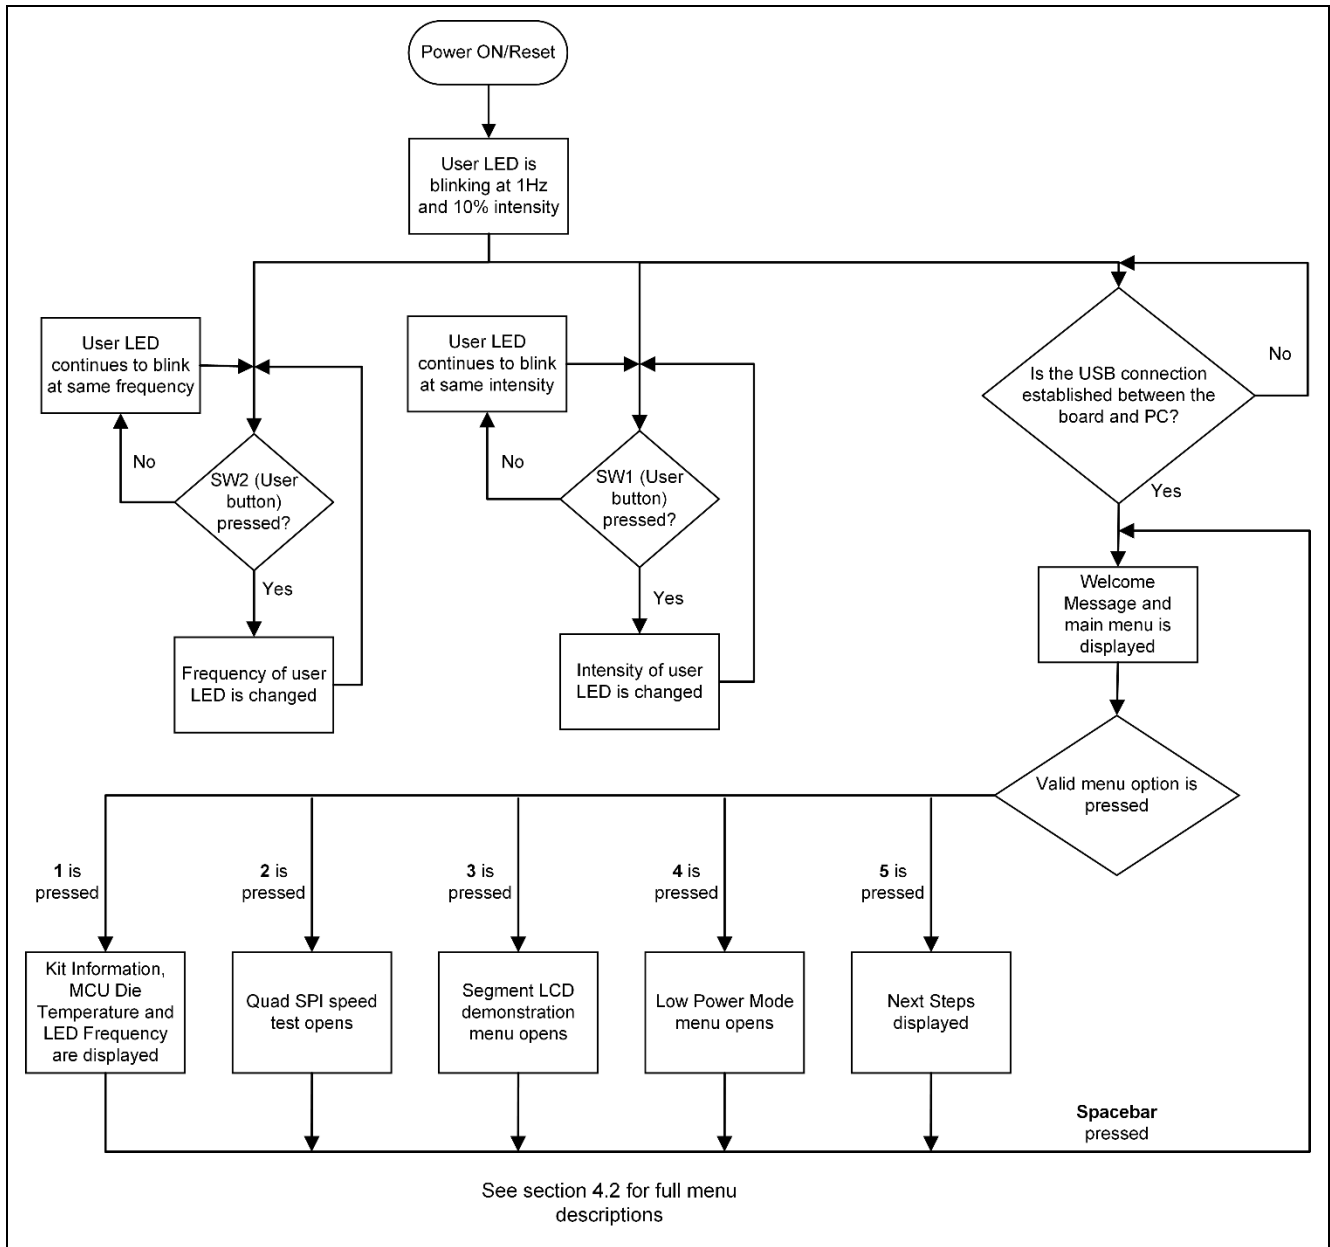 Power ON/Reset
User LED is
blinking at 1Hz
and 10% intensity
User LED
continues to blink
at same frequency
No
SW2 (User
button)
pressed?
Yes
Frequency of user
LED is changed
User LED
continues to blink
at same intensity
No
SW1 (User
button)
pressed?
Yes
Intensity of user
LED is changed
Is the USB connection
established between the
board and PC?
No
Yes
Welcome
Message and
main menu is
displayed
Valid menu option is
pressed
1 is
pressed
2 is
pressed
3 is
pressed
4 is
pressed
5 is
pressed
Kit Information,
MCU Die
Temperature and
LED Frequency
are displayed
Quad SPI speed
test opens
Segment LCD
demonstration
menu opens
Low Power Mode
menu opens
Next Steps
displayed
Spacebar
pressed
See section 4.2 for full menu
descriptions